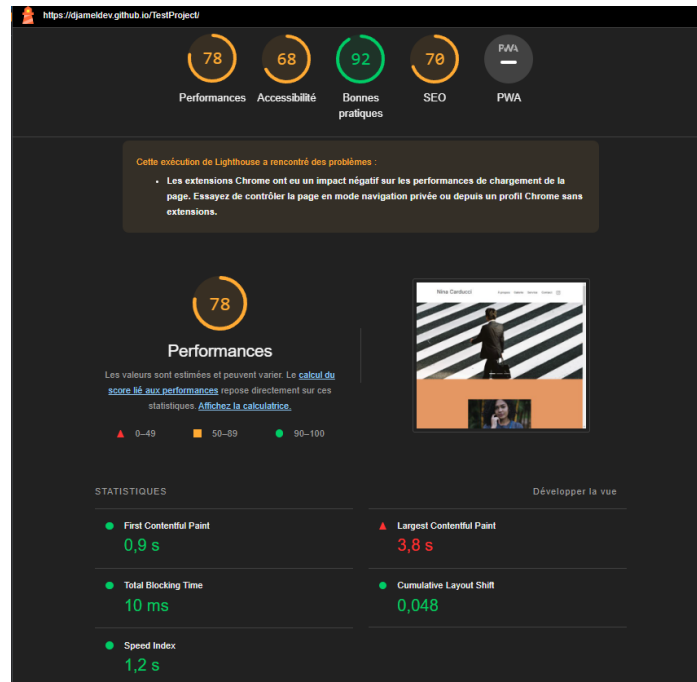 https://djameldev.github.io/TestProject/
78 68 92 70 PWA
Performances Accessibilité Bonnes pratiques SEO PWA
Cette exécution de Lighthouse a rencontré des problèmes :
• Les extensions Chrome ont eu un impact négatif sur les performances de chargement de la
page. Essayez de contrôler la page en mode navigation privée ou depuis un profil Chrome sans
extensions.
78
Performances
Les valeurs sont estimées et peuvent varier. Le calcul du
score lié aux performances repose directement sur ces
statistiques. Affichez la calculatrice.
0–49 50–89 90–100
Nina Carducci
STATISTIQUES Développer la vue
First Contentful Paint
0,9 s
Largest Contentful Paint
3,8 s
Total Blocking Time
10 ms
Cumulative Layout Shift
0,048
Speed Index
1,2 s